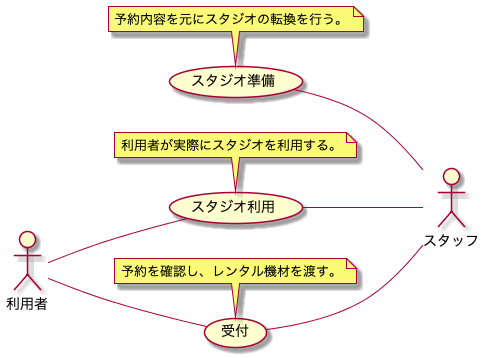 予約内容を元にスタジオの転換を行う。
スタジオ準備
利用者が実際にスタジオを利用する。
スタジオ利用
スタッフ
利用者
予約を確認し、レンタル機材を渡す。
受付